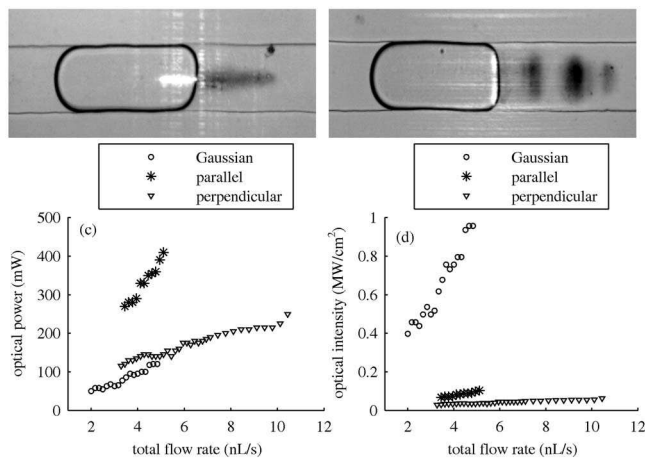 Gaussian
parallel
perpendicular
Gaussian
parallel
perpendicular
(c)
500
400
300
200
100
0
optical power (mW)
2 4 6 8 10 12
total flow rate (nL/s)
(d)
1
0.8
0.6
0.4
0.2
0
optical intensity (MW/cm²)
2 4 6 8 10 12
total flow rate (nL/s)